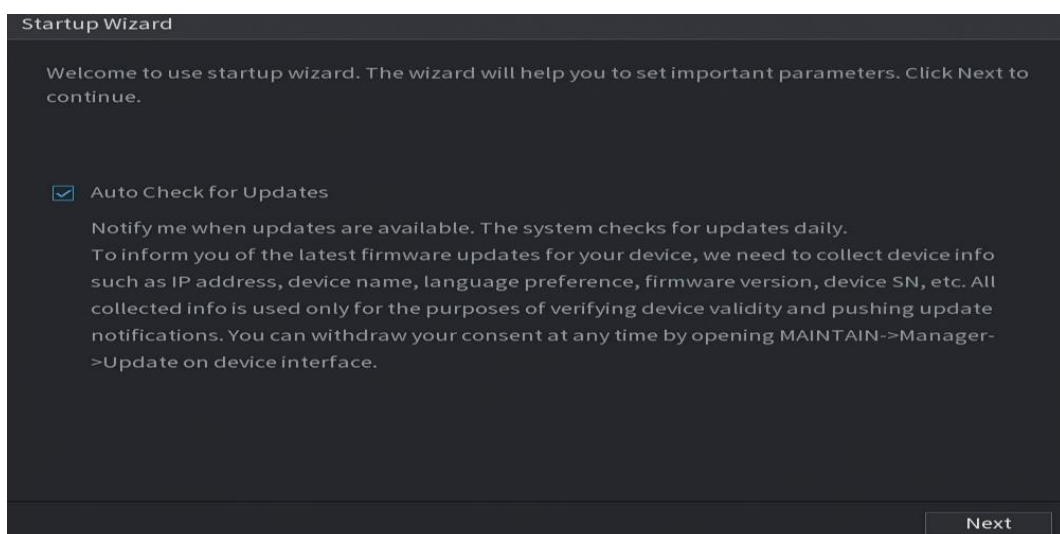 Startup Wizard
Welcome to use startup wizard. The wizard will help you to set important parameters. Click Next to
continue.
Auto Check for Updates
Notify me when updates are available. The system checks for updates daily.
To inform you of the latest firmware updates for your device, we need to collect device info
such as IP address, device name, language preference, firmware version, device SN, etc. All
collected info is used only for the purposes of verifying device validity and pushing update
notifications. You can withdraw your consent at any time by opening MAINTAIN->Manager-
>Update on device interface.
Next